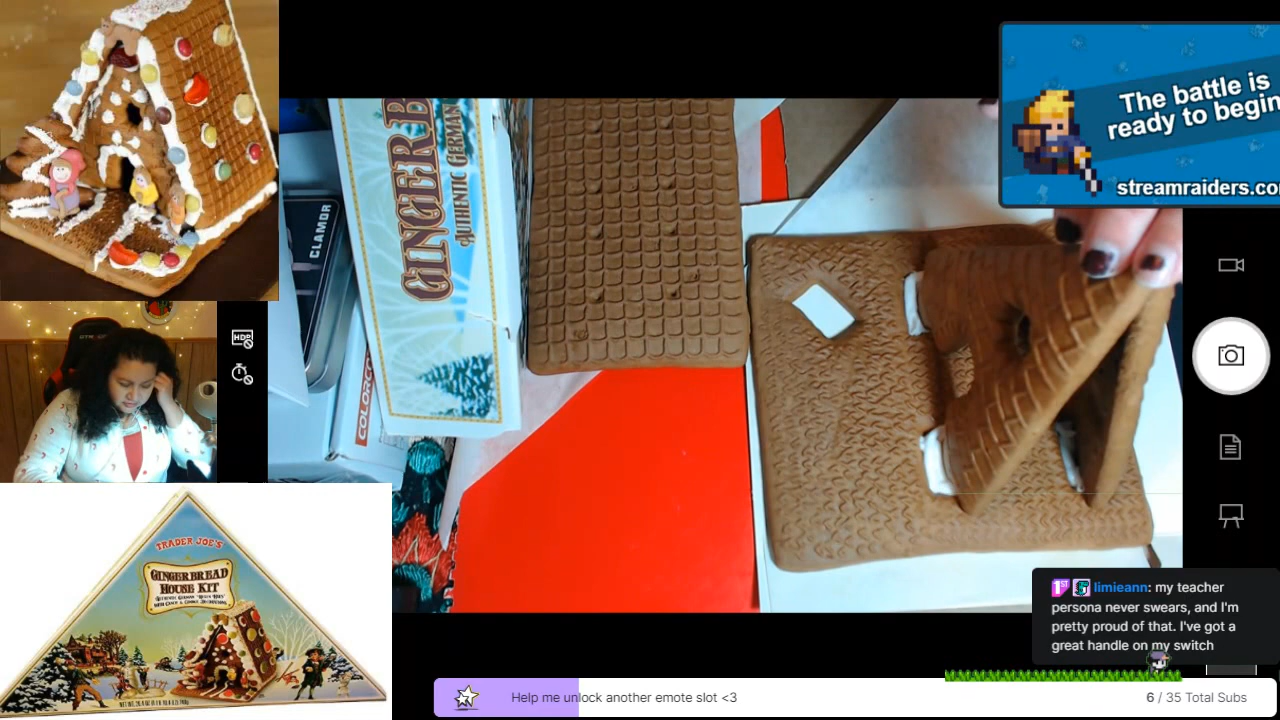 The battle is
ready to begin
streamraiders.co
GINGERB
AUTHENTIC GERMAN
CLAMOR
COLORC
HDR
TRADER JOE'S
GINGERBREAD
HOUSE KIT
1ST limieann: my teacher
persona never swears, and I'm
pretty proud of that. I've got a
great handle on my switch
Help me unlock another emote slot <3
6 / 35 Total Subs